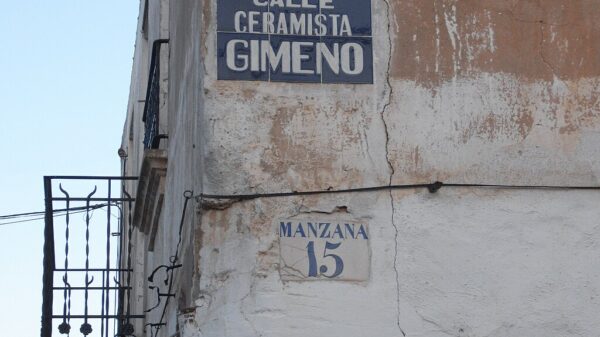 CALLE
CERAMISTA
GIMENO
MANZANA
15